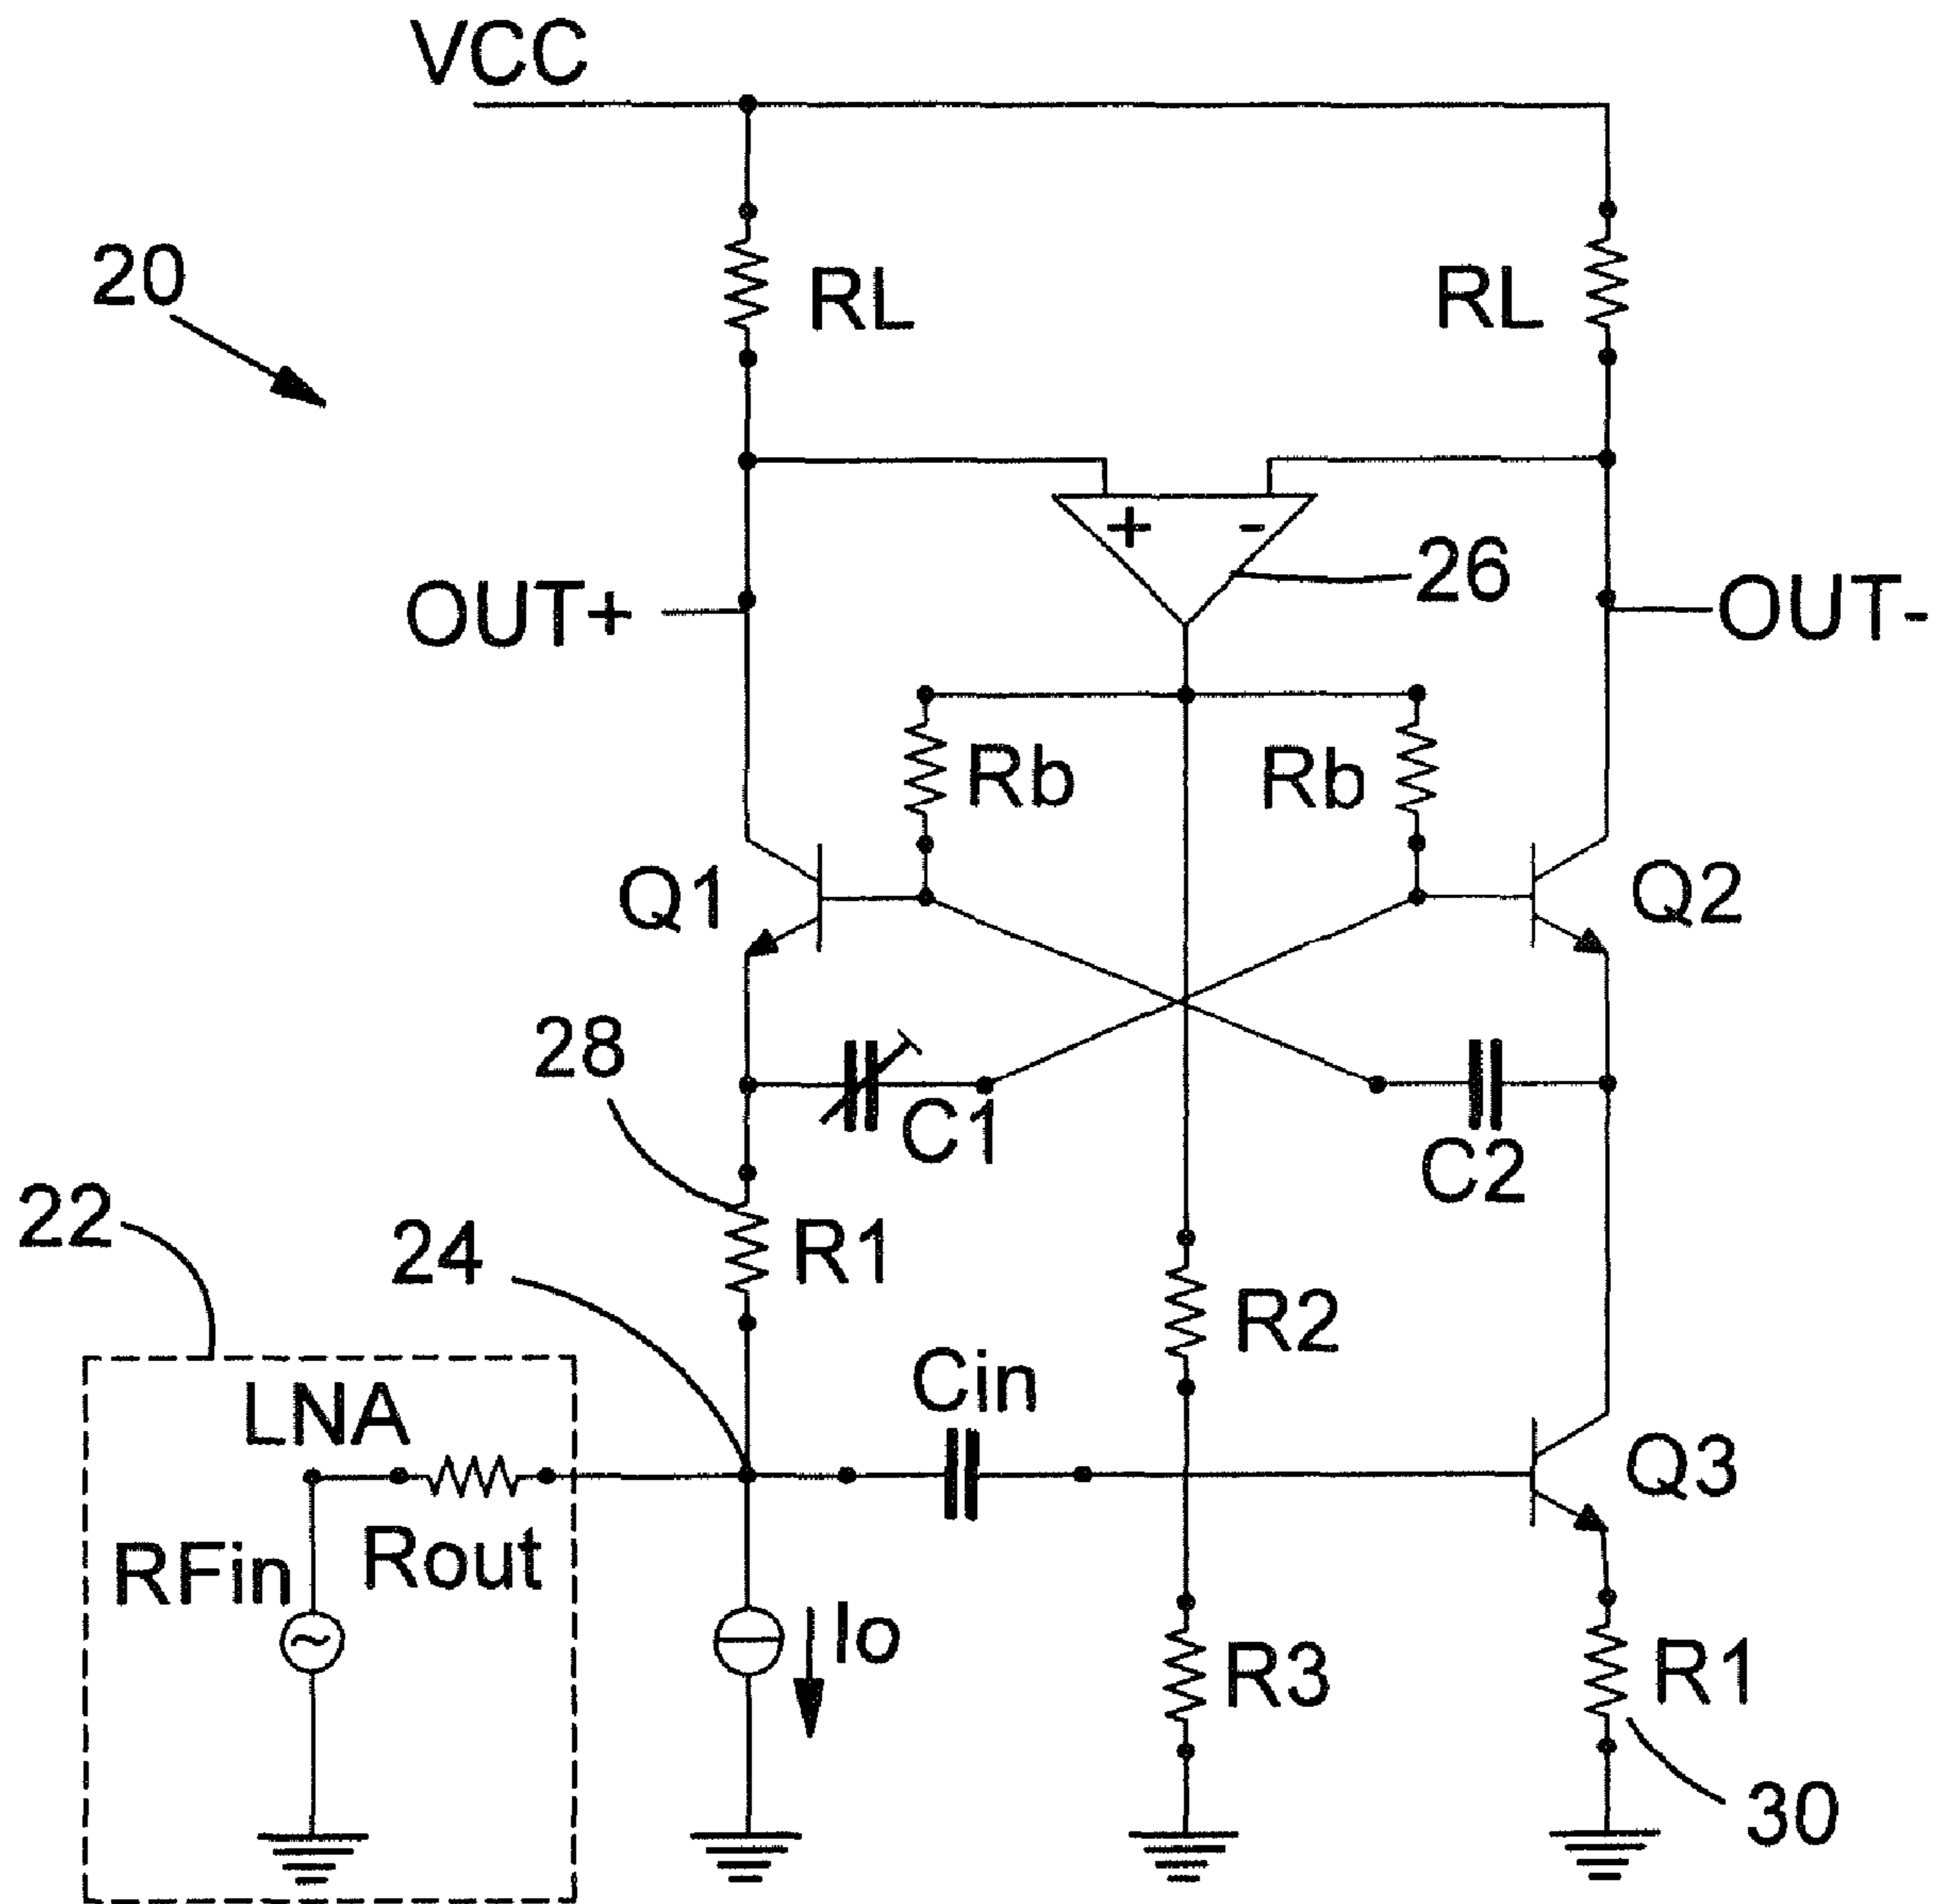 VCC
20
RL
RL
+
-
26
OUT+
OUT-
Rb
Rb
Q1
Q2
28
C1
C2
22
24
R1
R2
Cin
LNA
Q3
RFin
Rout
Io
R3
R1
30